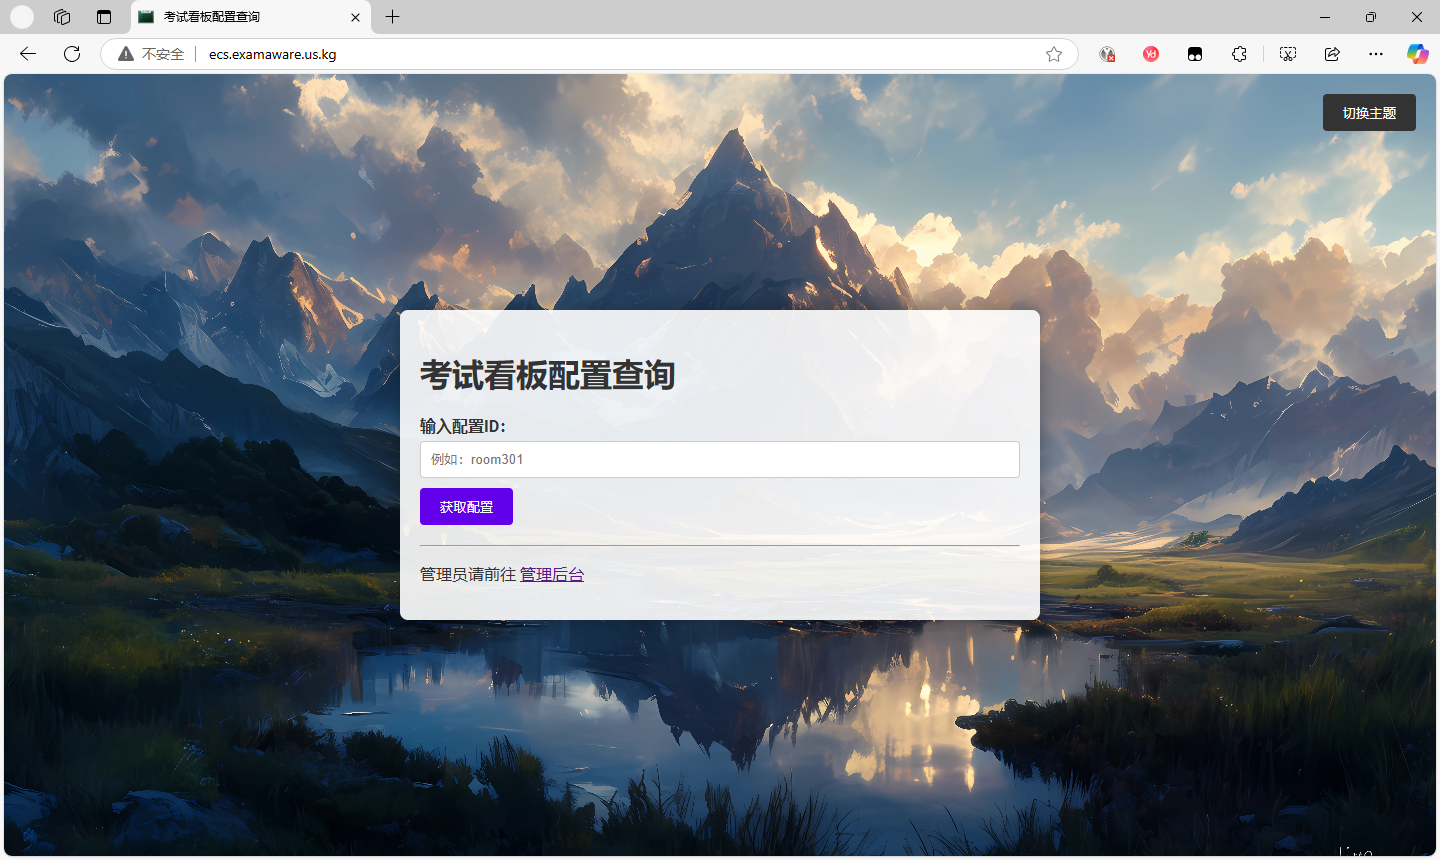 考试看板配置查询
不安全
ecs.examaware.us.kg
切换主题
考试看板配置查询
输入配置ID：
例如：room301
获取配置
管理员请前往 管理后台